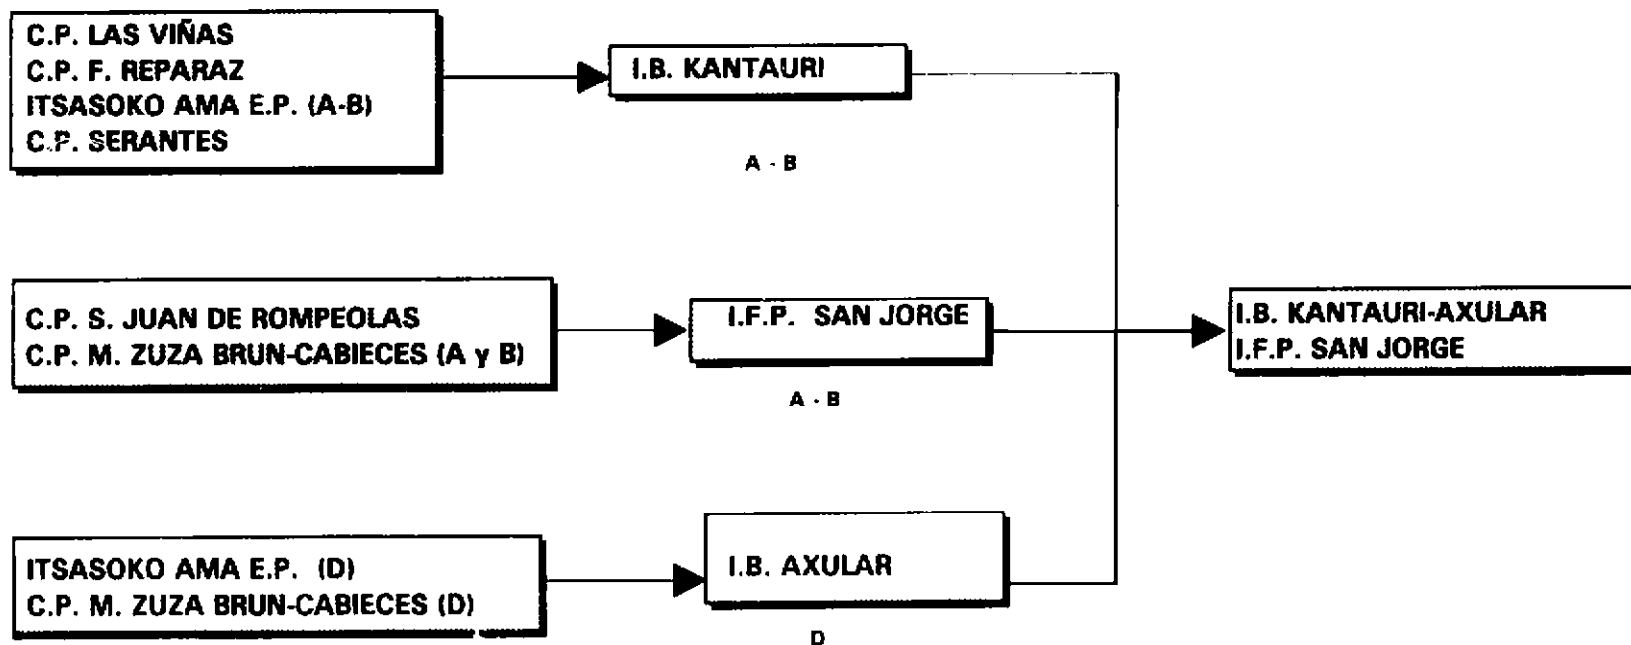 C.P. LAS VIÑAS
C.P. F. REPARAZ
ITSASOKO AMA E.P. (A-B)
C.P. SERANTES
I.B. KANTAURI
A - B
C.P. S. JUAN DE ROMPEOLAS
C.P. M. ZUZA BRUN-CABIECES (A y B)
I.F.P. SAN JORGE
A - B
I.B. KANTAURI-AXULAR
I.F.P. SAN JORGE
ITSASOKO AMA E.P. (D)
C.P. M. ZUZA BRUN-CABIECES (D)
I.B. AXULAR
D